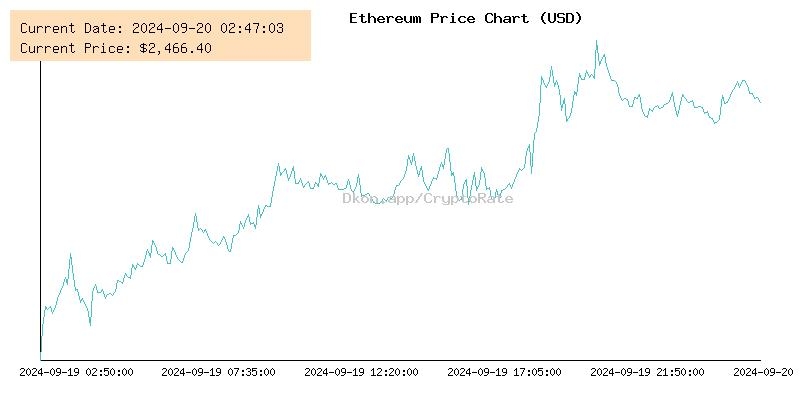 Ethereum Price Chart (USD)
Current Date: 2024-09-20 02:47:03
Current Price: $2,466.40
Dkop.app/CryptoRate
2024-09-19 02:50:00 2024-09-19 07:35:00 2024-09-19 12:20:00 2024-09-19 17:05:00 2024-09-19 21:50:00 2024-09-20